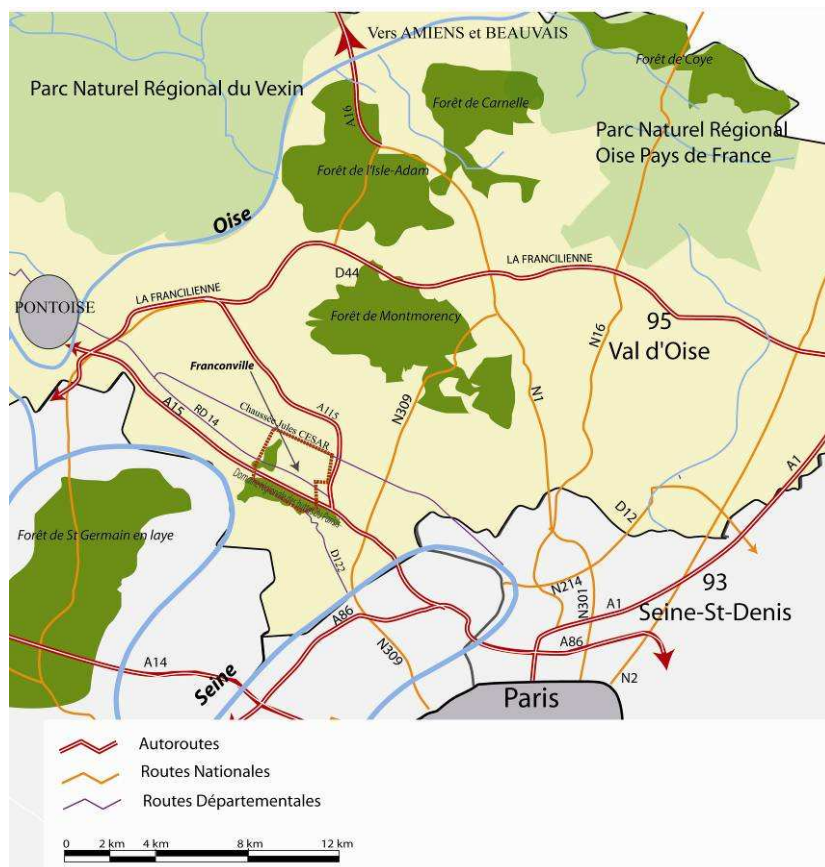 Vers AMIENS et BEAUVAIS
Forêt de Coye
Parc Naturel Régional du Vexin
Forêt de Carnelle
A16
Parc Naturel Régional
Oise Pays de France
Forêt de l'Isle-Adam
Oise
LA FRANCILIENNE
D44
LA FRANCILIENNE
PONTOISE
Forêt de Montmorency
95
Val d'Oise
N16
Franconville
A115
N309
N1
A15
RD14
Chaussée Jules CESAR
A1
D12
Forêt de St Germain en laye
D122
93
Seine-St-Denis
N214
N301
A1
A86
A86
N309
A14
Seine
N2
Paris
Autoroutes
Routes Nationales
Routes Départementales
0 2 km 4 km 8 km 12 km